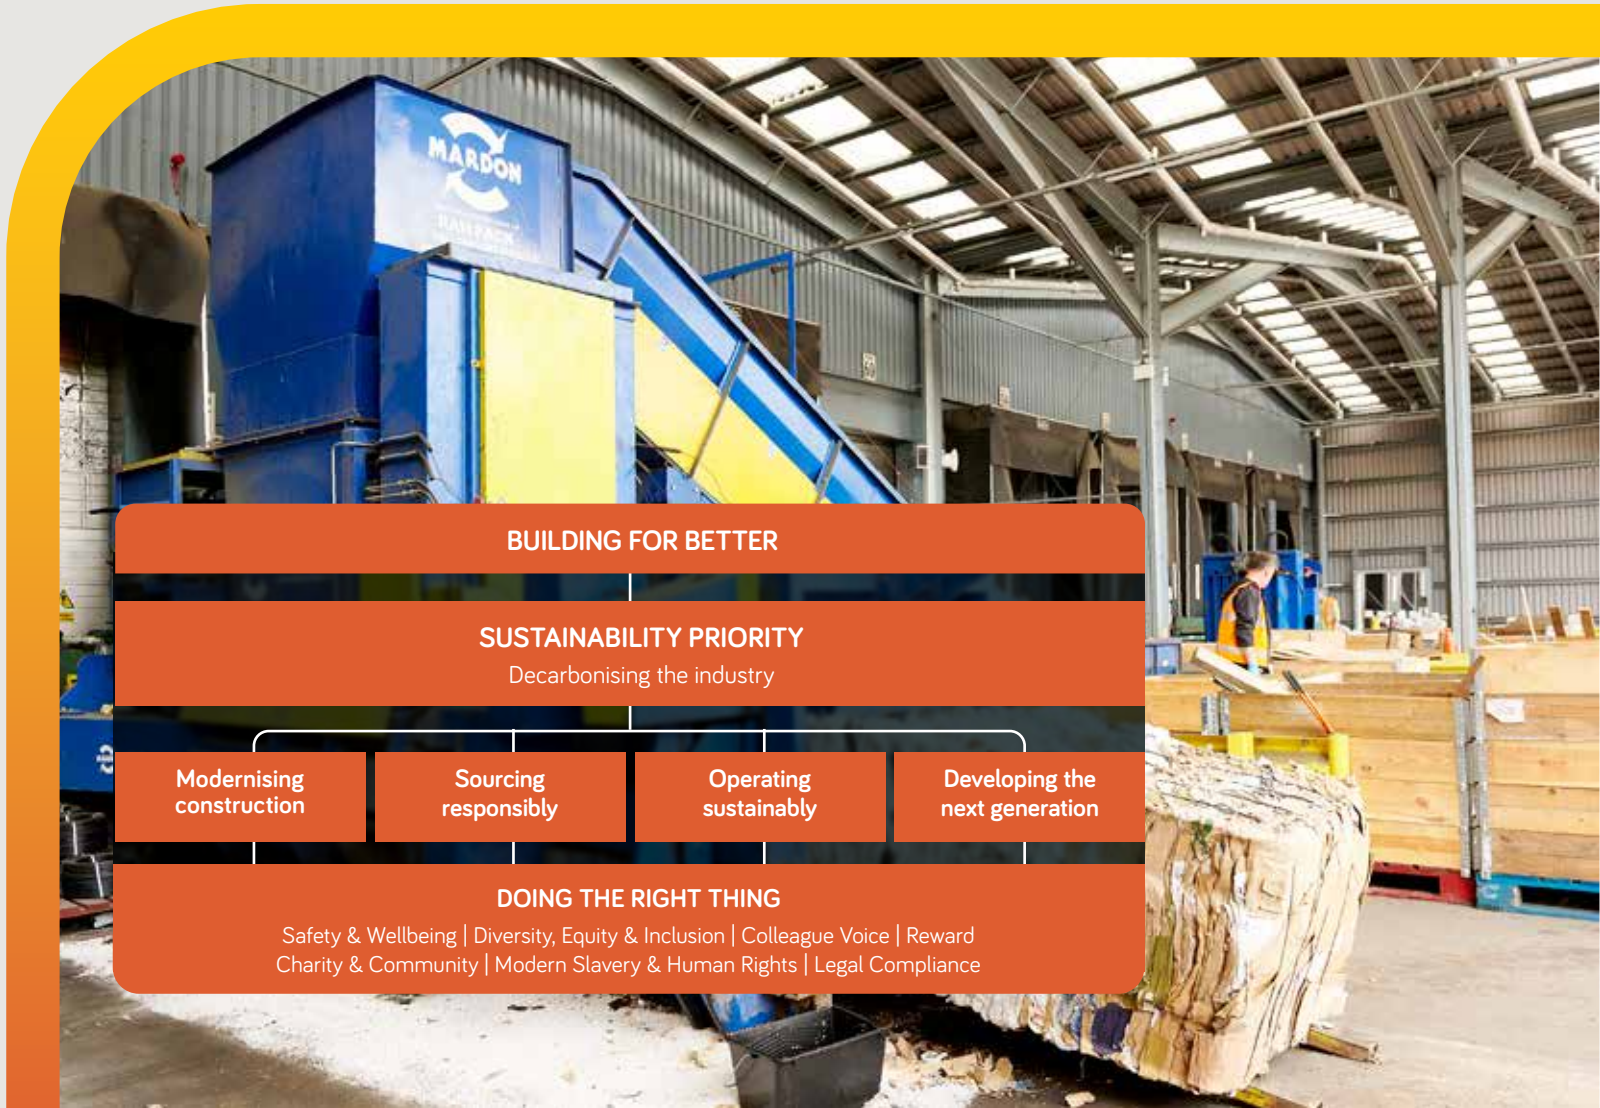 MARDON
BUILDING FOR BETTER
SUSTAINABILITY PRIORITY
Decarbonising the industry
Modernising
construction
Sourcing
responsibly
Operating
sustainably
Developing the
next generation
DOING THE RIGHT THING
Safety & Wellbeing | Diversity, Equity & Inclusion | Colleague Voice | Reward
Charity & Community | Modern Slavery & Human Rights | Legal Compliance